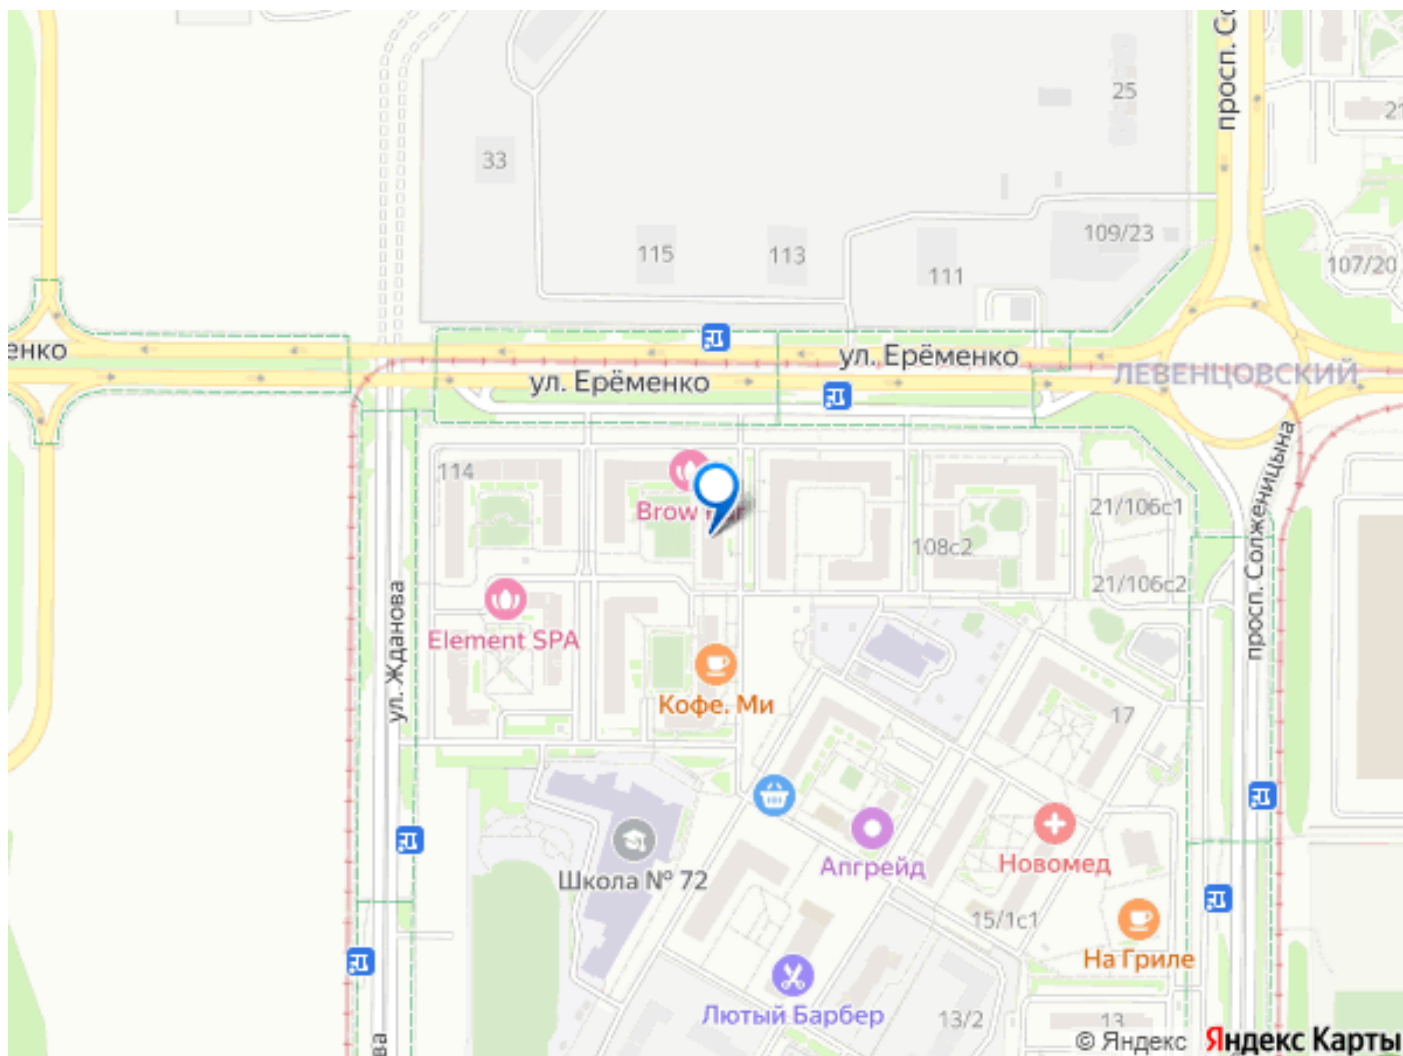 просп. Со
25
33
21
109/23
107/20
115
113
111
енко
ул. Ерёменко
ЛЕВЕНЦОВСКИЙ
ул. Ерёменко
114
Brow Bar
21/106с1
108с2
21/106с2
просп. Солженицына
ул. Жданова
Element SPA
Кофе. Ми
17
Апгрейд
Новомед
Школа № 72
15/1с1
На Гриле
Лютый Барбер
13/2
13
ва
© Яндекс Яндекс Карты